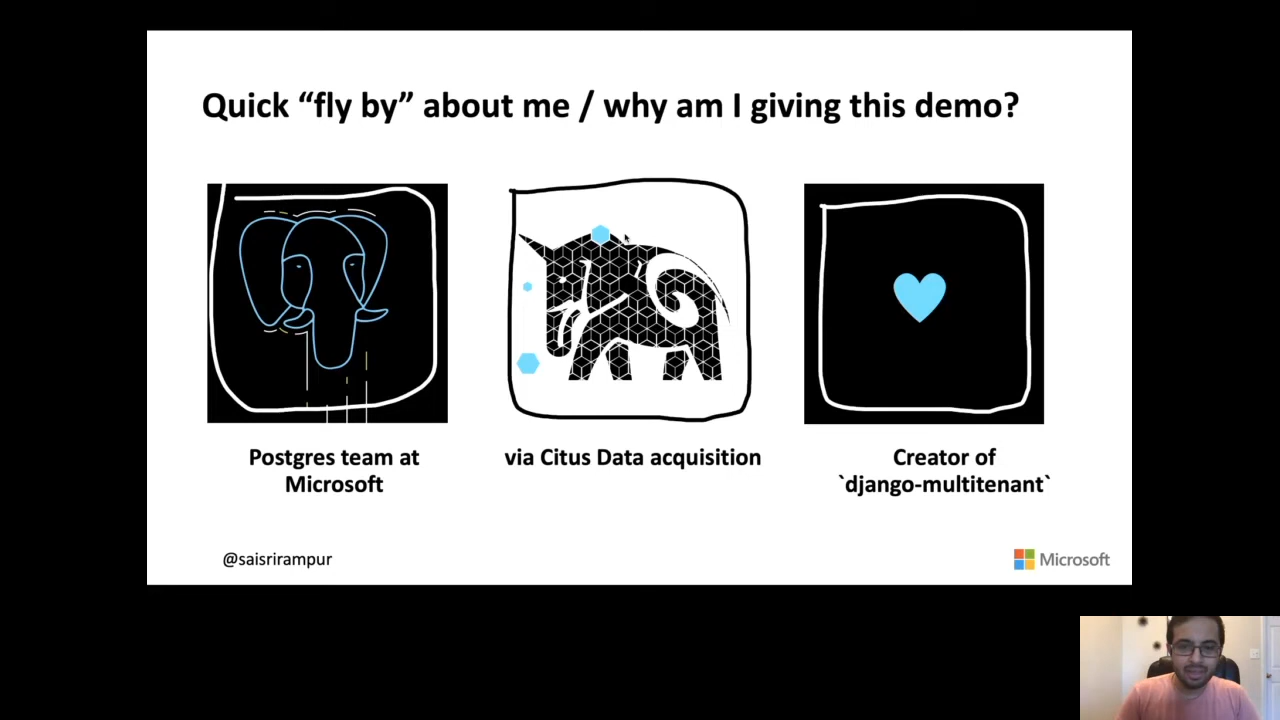 Quick “fly by” about me / why am I giving this demo?
Postgres team at
Microsoft
via Citus Data acquisition
Creator of
`django-multitenant`
@saisrirampur
Microsoft